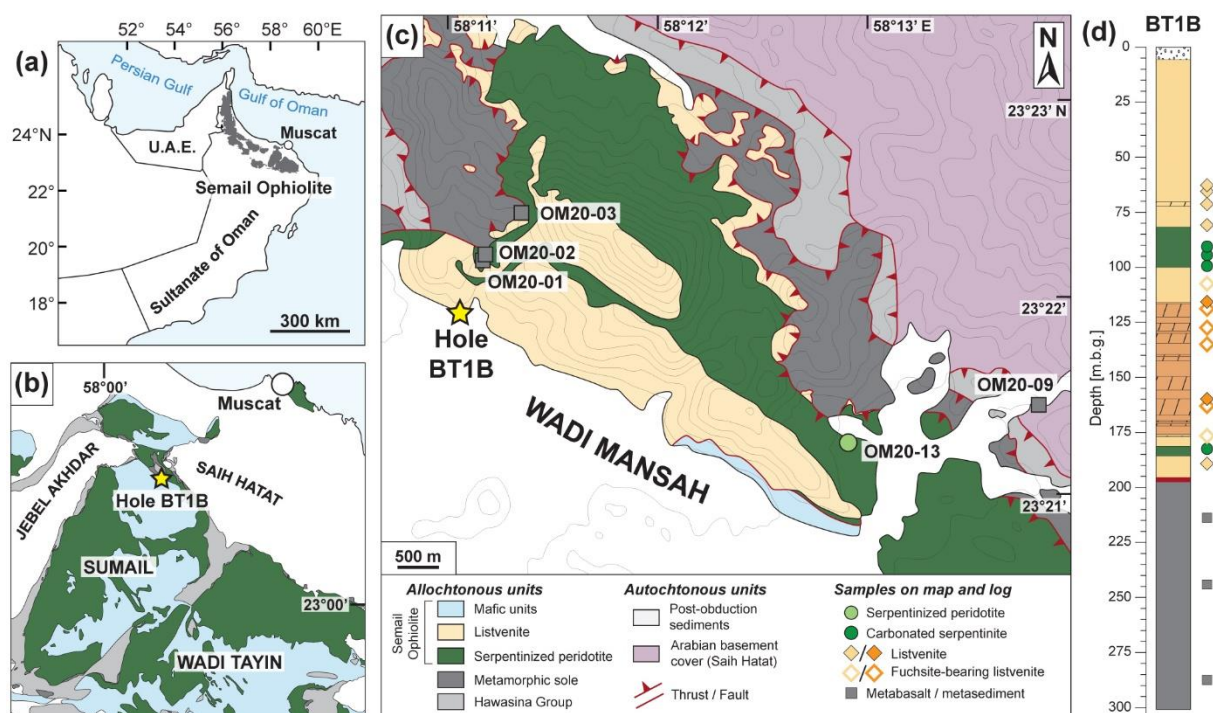 (a)
52 54 56 58 60°E
Persian Gulf
Gulf of Oman
Muscat
24°N
U.A.E.
22°
Semail Ophiolite
Sultanate of Oman
20°
18°
300 km
(b)
58°00'
Muscat
JEBEL AKHDAR
SAIH HATAT
Hole BT1B
SUMAIL
23°00'
WADI TAYIN
(c)
58°11'
58°12'
58°13' E
N
23°23' N
OM20-03
OM20-02
OM20-01
23°22'
Hole
BT1B
OM20-09
WADI MANSAH
OM20-13
23°21'
500 m
Allochtonous units
Semail
Ophiolite
Mafic units
Listvenite
Serpentinized peridotite
Metamorphic sole
Hawasina Group
Autochtonous units
Post-obduction
sediments
Arabian basement
cover (Saih Hatat)
Thrust / Fault
Samples on map and log
Serpentinized peridotite
Carbonated serpentinite
/ Listvenite
/ Fuchsite-bearing listvenite
Metabasalt / metasediment
(d)
BT1B
Depth [m.b.g.]
0
25
50
75
100
125
150
175
200
225
250
275
300